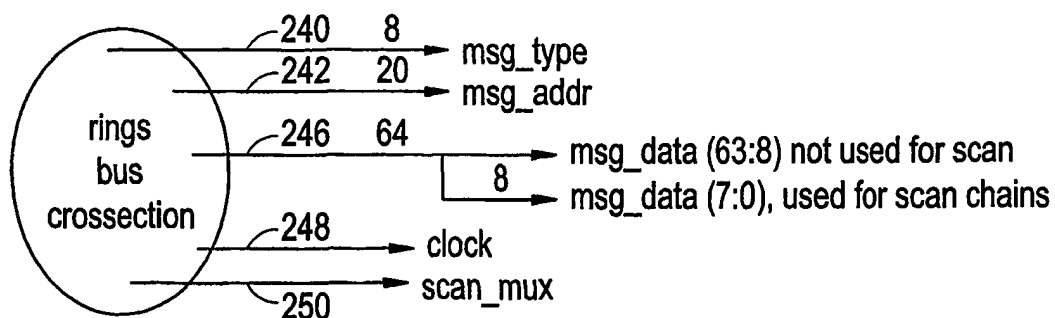 240 8 msg_type
242 20 msg_addr
rings
bus
crossection
246 64 msg_data (63:8) not used for scan
8 msg_data (7:0), used for scan chains
248 clock
250 scan_mux